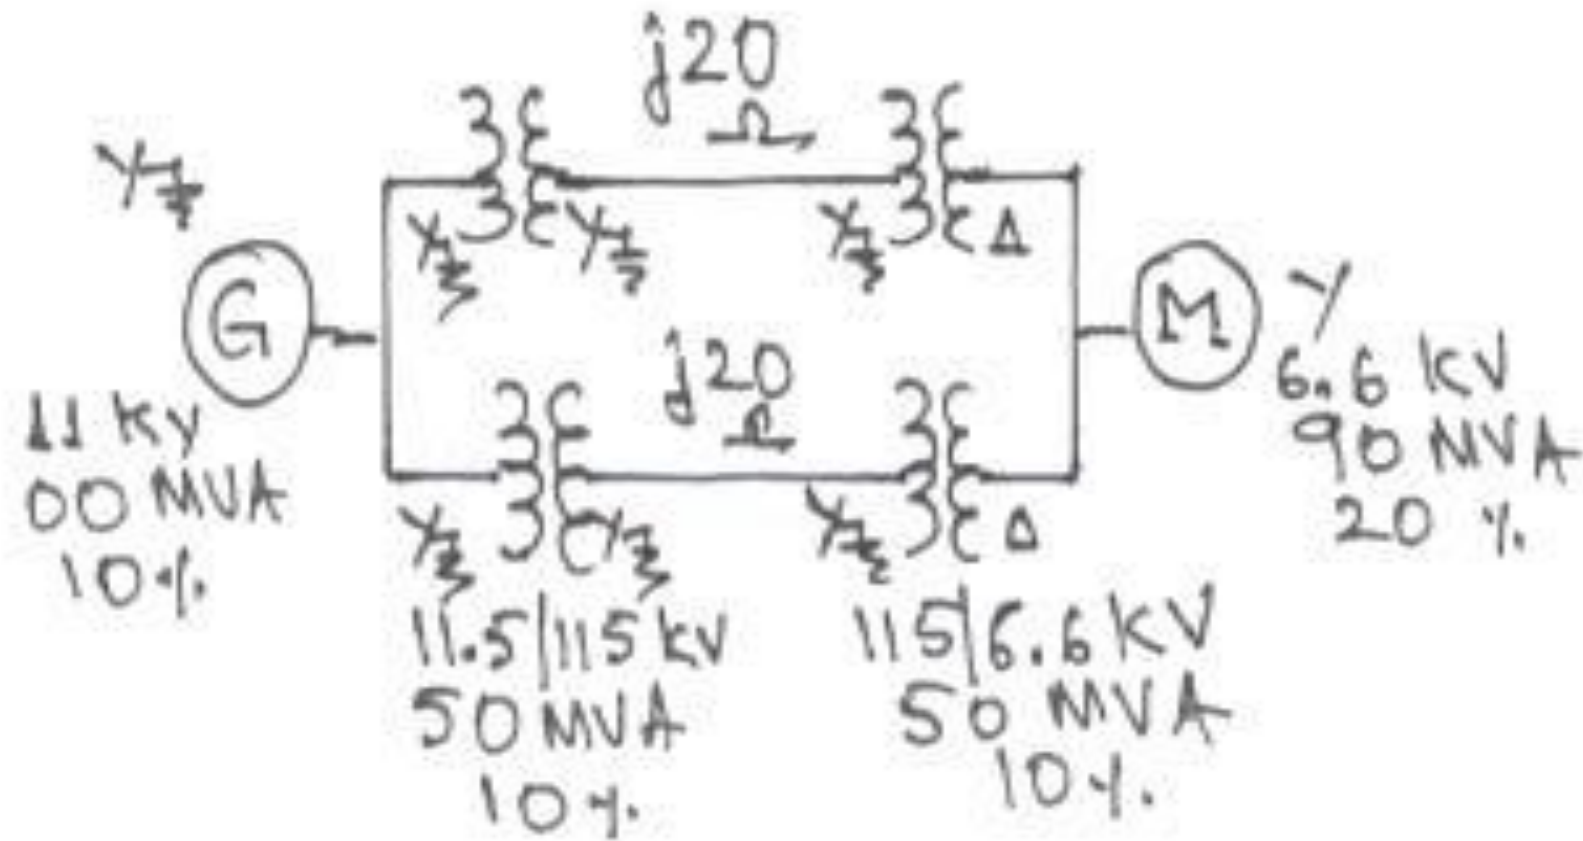 j20
Ω
Y
Y
Y
Y
Δ
G
M
Y
j20
Ω
11 KV
00 MVA
10 %
6.6 KV
90 MVA
20 %
Y
Y
Y
Δ
11.5/115 KV
50 MVA
10 %
115/6.6 KV
50 MVA
10 %